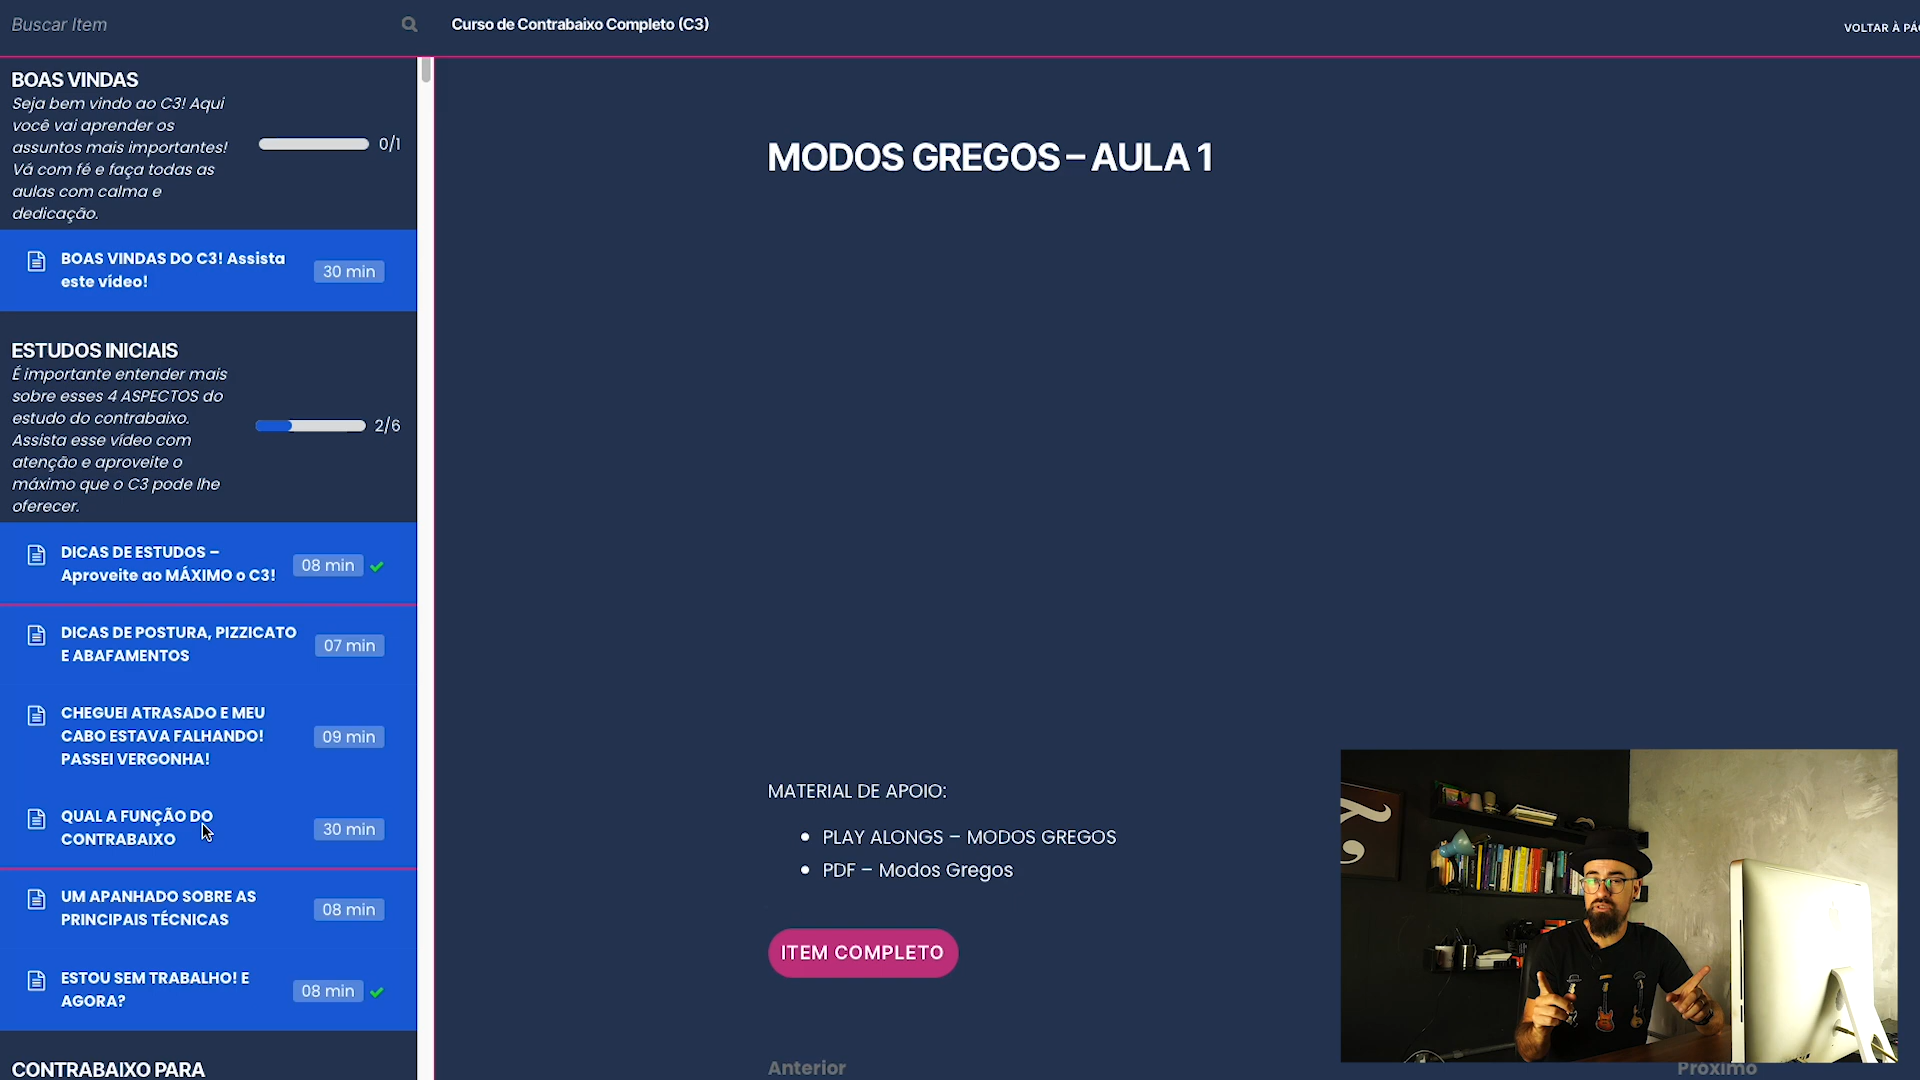 Buscar Item
Curso de Contrabaixo Completo (C3)
VOLTAR À
BOAS VINDAS
Seja bem vindo ao C3! Aqui
você vai aprender os
assuntos mais importantes!
Vá com fé e faça todas as
aulas com calma e
dedicação.
0/1
BOAS VINDAS DO C3! Assista
este vídeo!
30 min
ESTUDOS INICIAIS
É importante entender mais
sobre esses 4 ASPECTOS do
estudo do contrabaixo.
Assista esse vídeo com
atenção e aproveite o
máximo que o C3 pode lhe
oferecer.
2/6
DICAS DE ESTUDOS –
Aproveite ao MÁXIMO o C3!
08 min
DICAS DE POSTURA, PIZZICATO
E ABAFAMENTOS
07 min
CHEGUEI ATRASADO E MEU
CABO ESTAVA FALHANDO!
PASSEI VERGONHA!
09 min
QUAL A FUNÇÃO DO
CONTRABAIXO
30 min
UM APANHADO SOBRE AS
PRINCIPAIS TÉCNICAS
08 min
ESTOU SEM TRABALHO! E
AGORA?
08 min
CONTRABAIXO PARA
MODOS GREGOS – AULA 1
MATERIAL DE APOIO:
PLAY ALONGS – MODOS GREGOS
PDF – Modos Gregos
ITEM COMPLETO
Anterior
Próximo